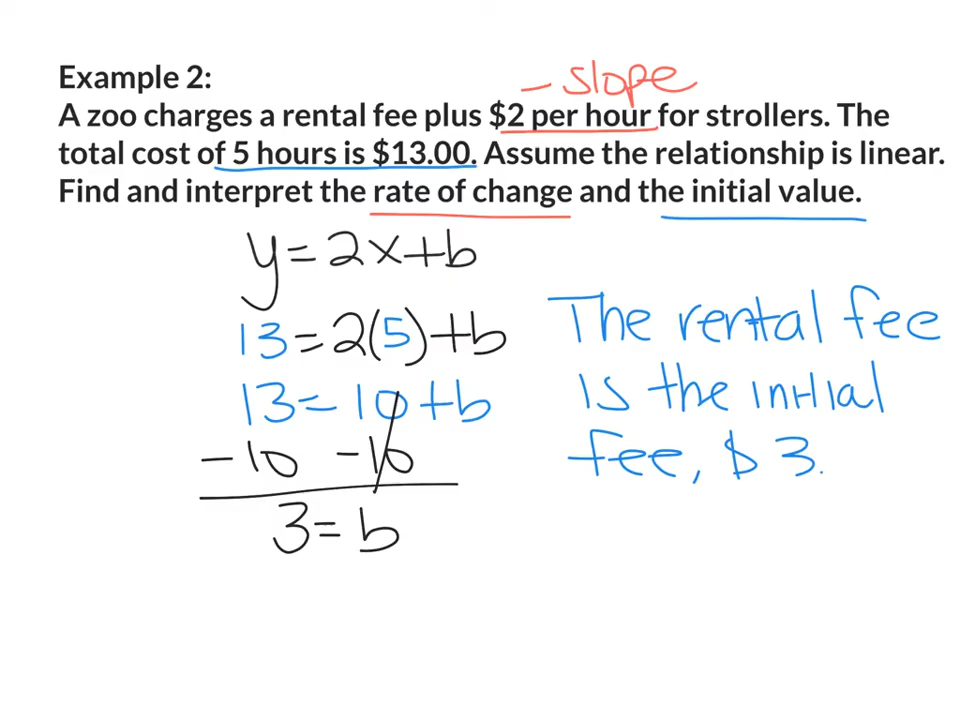 Example 2:
– slope
A zoo charges a rental fee plus $2 per hour for strollers. The
total cost of 5 hours is $13.00. Assume the relationship is linear.
Find and interpret the rate of change and the initial value.
y=2x+b
13=2(5)+b
13=10+b
-10 -10
3=b
The rental fee
is the initial
fee, $3.